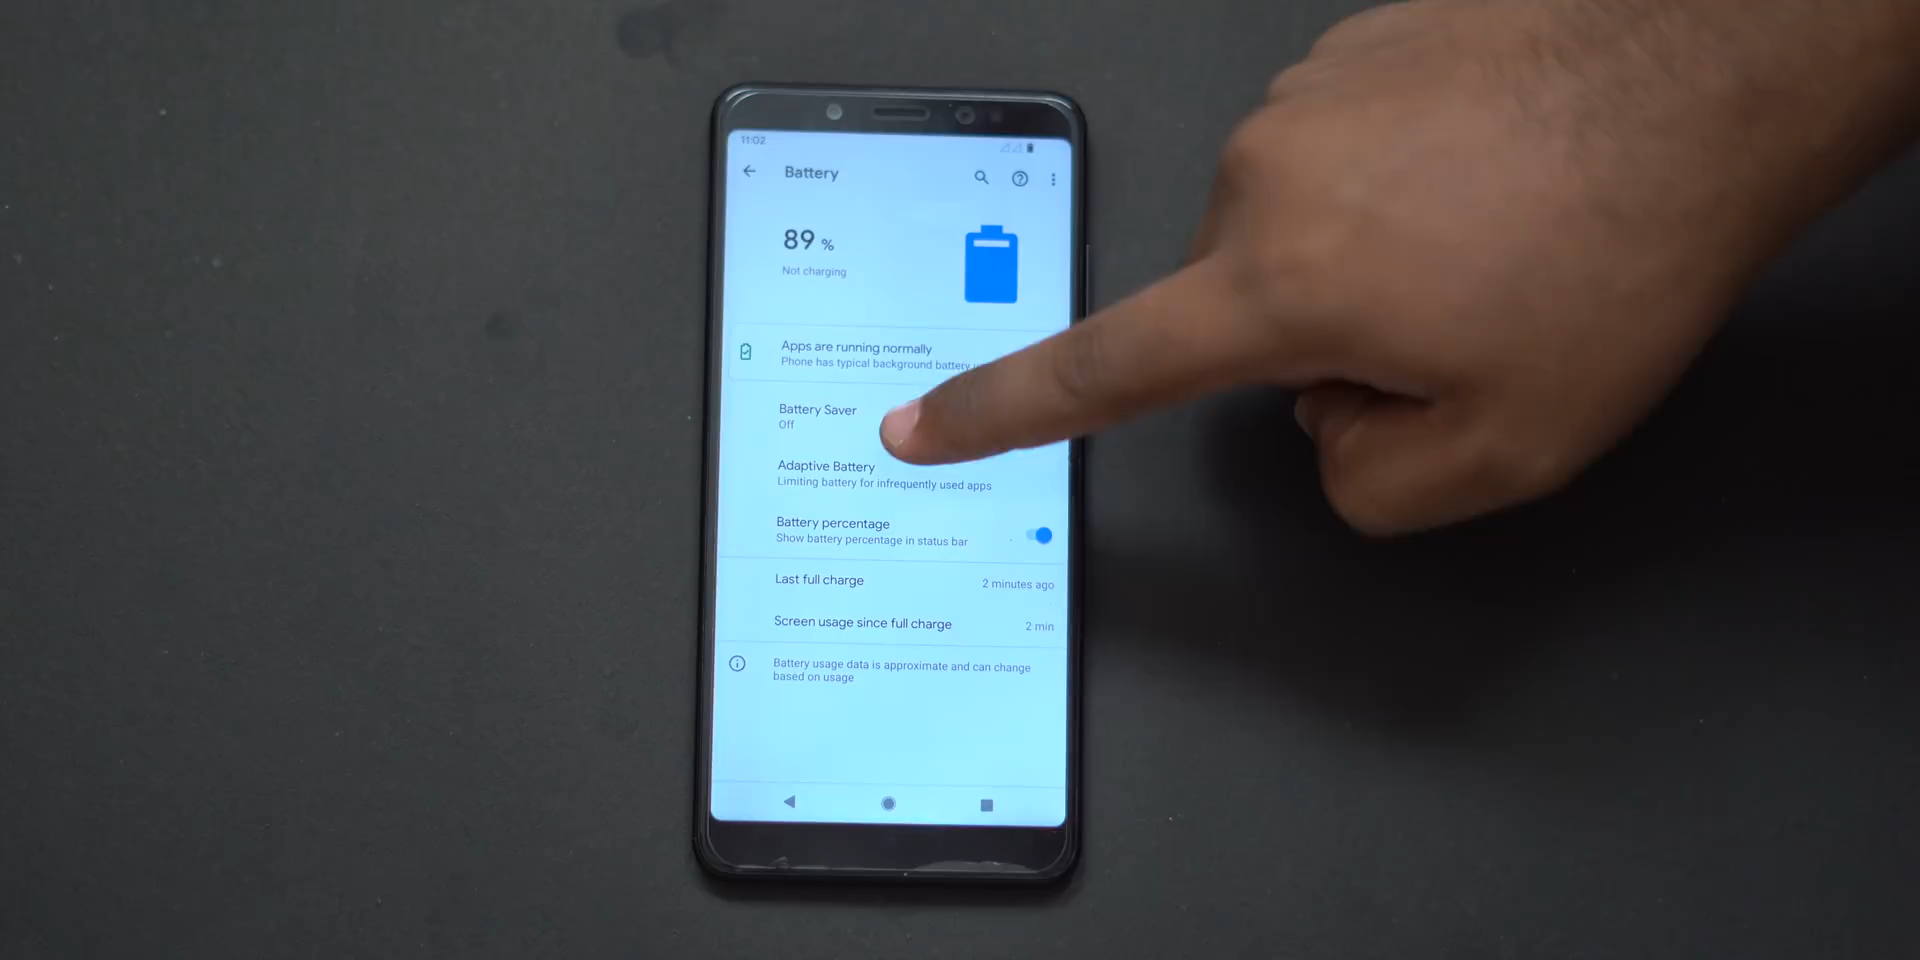 11:02
Battery
89 %
Not charging
Apps are running normally
Phone has typical background battery
Battery Saver
Off
Adaptive Battery
Limiting battery for infrequently used apps
Battery percentage
Show battery percentage in status bar
Last full charge
2 minutes ago
Screen usage since full charge
2 min
Battery usage data is approximate and can change
based on usage